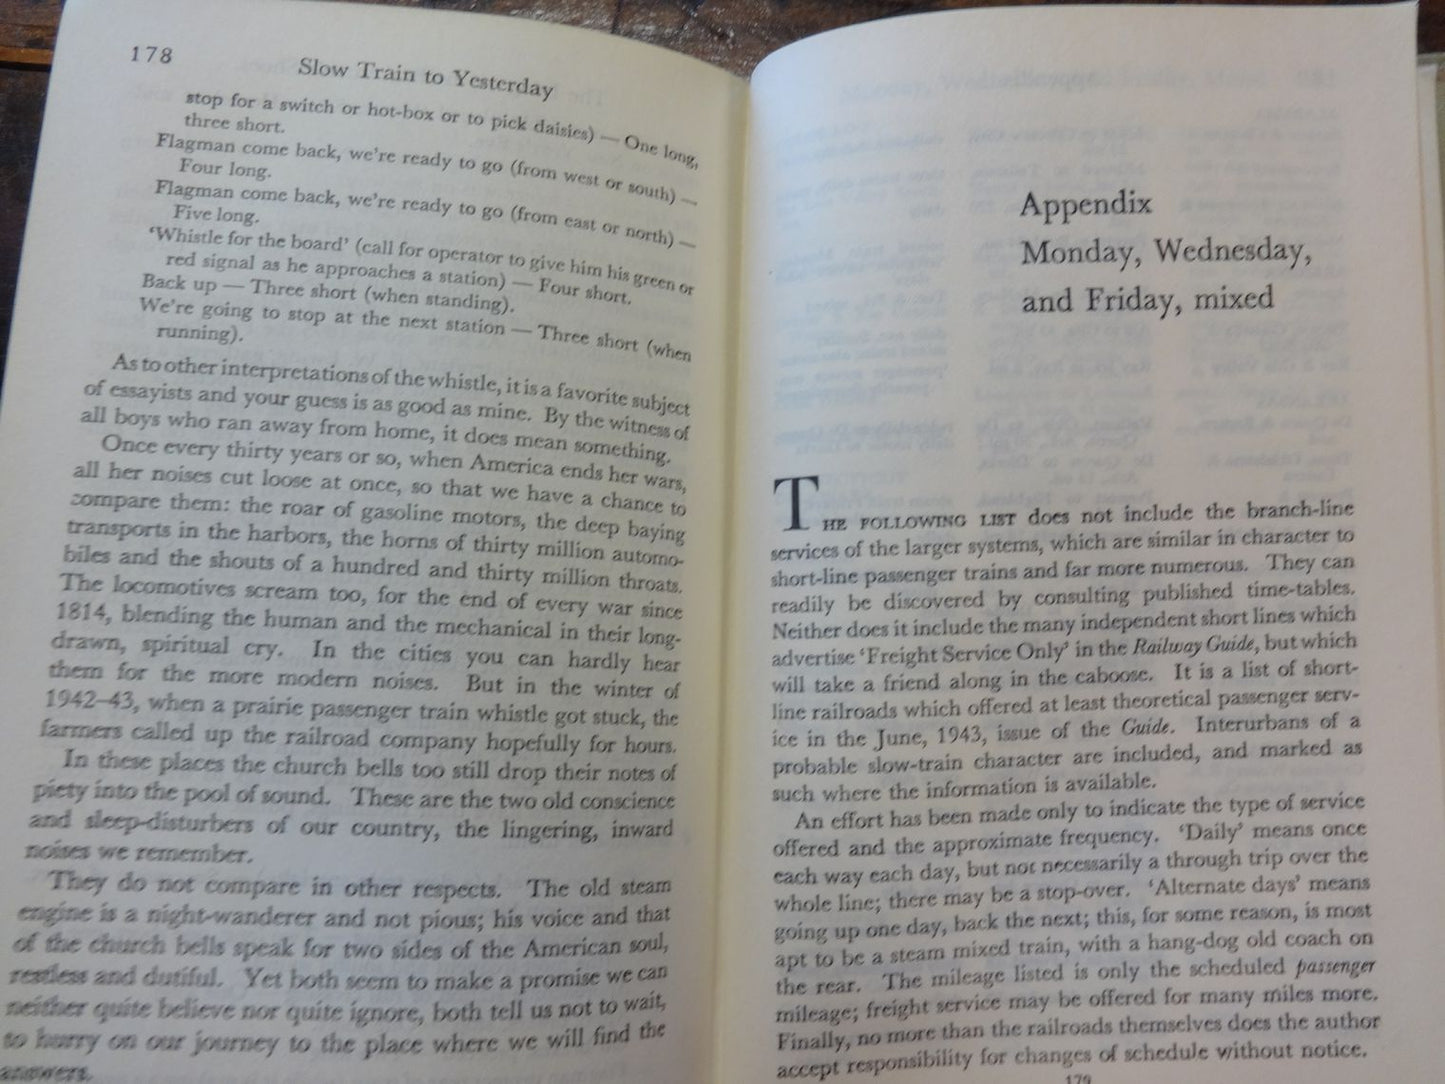 178
Slow Train to Yesterday
stop for a switch or hot-box or to pick daisies) — One long,
three short.
Flagman come back, we're ready to go (from west or south) —
Four long.
Flagman come back, we're ready to go (from east or north) —
Five long.
'Whistle for the board' (call for operator to give him his green or
red signal as he approaches a station) — Four short.
Back up — Three short (when standing).
We're going to stop at the next station — Three short (when
running).
As to other interpretations of the whistle, it is a favorite subject
of essayists and your guess is as good as mine. By the witness of
all boys who ran away from home, it does mean something.
Once every thirty years or so, when America ends her wars,
all her noises cut loose at once, so that we have a chance to
compare them: the roar of gasoline motors, the deep baying
transports in the harbors, the horns of thirty million automo-
biles and the shouts of a hundred and thirty million throats.
The locomotives scream too, for the end of every war since
1814, blending the human and the mechanical in their long-
drawn, spiritual cry. In the cities you can hardly hear
them for the more modern noises. But in the winter of
1942–43, when a prairie passenger train whistle got stuck, the
farmers called up the railroad company hopefully for hours.
In these places the church bells too still drop their notes of
piety into the pool of sound. These are the two old conscience
and sleep-disturbers of our country, the lingering, inward
noises we remember.
They do not compare in other respects. The old steam
engine is a night-wanderer and not pious; his voice and that
of the church bells speak for two sides of the American soul,
restless and dutiful. Yet both seem to make a promise we can
neither quite believe nor quite ignore, both tell us not to wait,
to hurry on our journey to the place where we will find the
answers.
Appendix
Monday, Wednesday,
and Friday, mixed
THE FOLLOWING LIST does not include the branch-line
services of the larger systems, which are similar in character to
short-line passenger trains and far more numerous. They can
readily be discovered by consulting published time-tables.
Neither does it include the many independent short lines which
advertise 'Freight Service Only' in the Railway Guide, but which
will take a friend along in the caboose. It is a list of short-
line railroads which offered at least theoretical passenger serv-
ice in the June, 1943, issue of the Guide. Interurbans of a
probable slow-train character are included, and marked as
such where the information is available.
An effort has been made only to indicate the type of service
offered and the approximate frequency. 'Daily' means once
each way each day, but not necessarily a through trip over the
whole line; there may be a stop-over. 'Alternate days' means
going up one day, back the next; this, for some reason, is most
apt to be a steam mixed train, with a hang-dog old coach on
the rear. The mileage listed is only the scheduled passenger
mileage; freight service may be offered for many miles more.
Finally, no more than the railroads themselves does the author
accept responsibility for changes of schedule without notice.
179